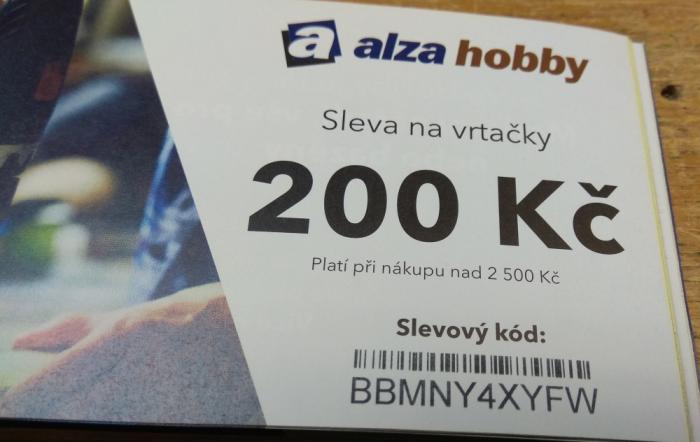 a alza hobby
Sleva na vrtačky
200 Kč
Platí při nákupu nad 2 500 Kč
Slevový kód:
BBMNY4XYFW